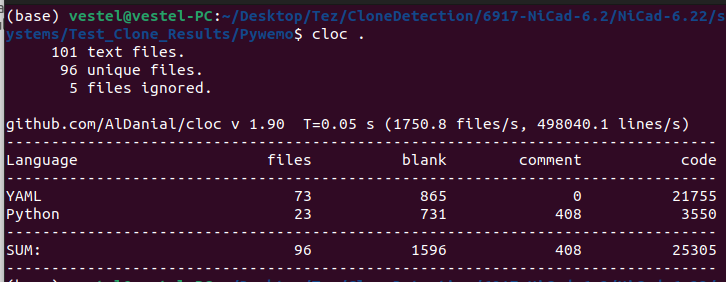 (base) vestel@vestel-PC:~/Desktop/Tez/CloneDetection/6917-NiCad-6.2/NiCad-6.22/s
ystems/Test_Clone_Results/Pywemo$ cloc .
     101 text files.
      96 unique files.
       5 files ignored.

github.com/AlDanial/cloc v 1.90  T=0.05 s (1750.8 files/s, 498040.1 lines/s)
-------------------------------------------------------------------------------
Language                     files          blank        comment           code
-------------------------------------------------------------------------------
YAML                            73            865              0          21755
Python                          23            731            408           3550
-------------------------------------------------------------------------------
SUM:                            96           1596            408          25305
-------------------------------------------------------------------------------